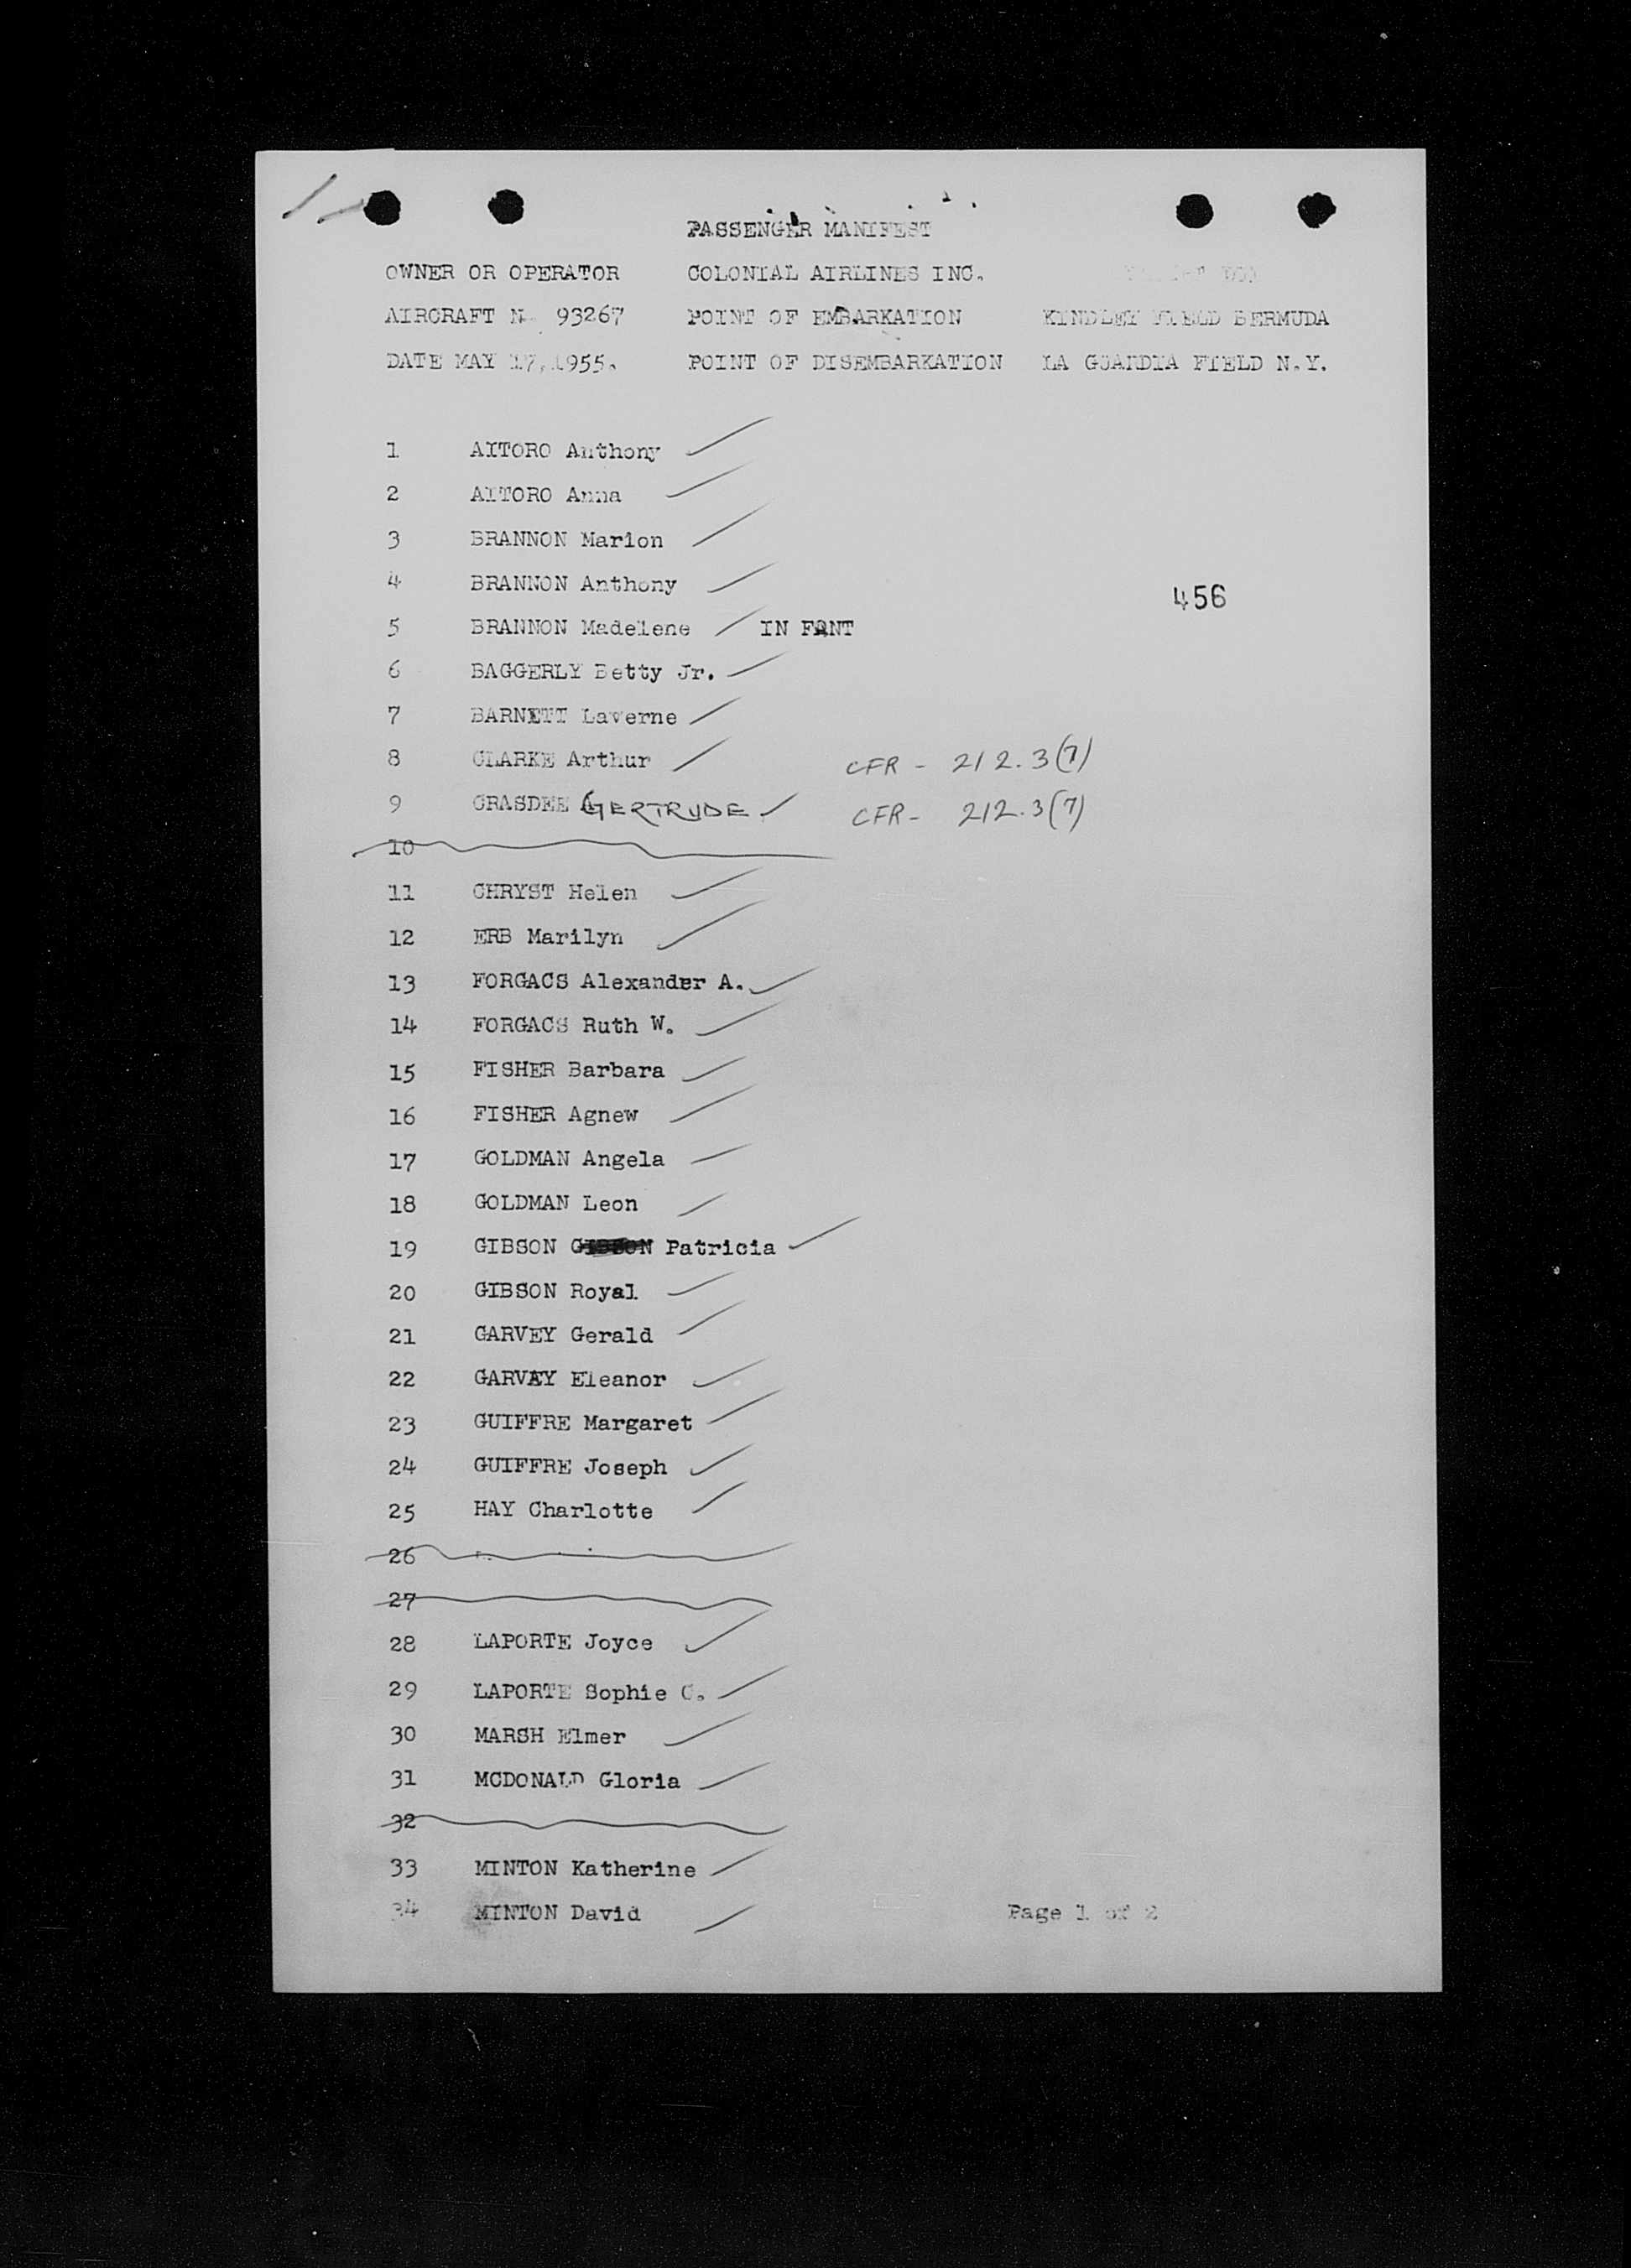 PASSENGER MANIFEST
OWNER OR OPERATOR COLONIAL AIRLINES INC.
AIRCRAFT N 93267 POINT OF EMBARKATION KINDLEY FIELD BERMUDA
DATE MAY 17, 1955. POINT OF DISEMBARKATION LA GUARDIA FIELD N.Y.
1 AITORO Anthony
2 AITORO Anna
3 BRANNON Marion
4 BRANNON Anthony
456
5 BRANNON Madelene IN FANT
6 BAGGERLY Betty Jr.
7 BARNETT Laverne
8 CLARKE Arthur CFR - 212.3(7)
9 CRASDEE GERTRUDE CFR - 212.3(7)
10
11 CHRYST Helen
12 ERB Marilyn
13 FORGACS Alexander A.
14 FORGACS Ruth W.
15 FISHER Barbara
16 FISHER Agnew
17 GOLDMAN Angela
18 GOLDMAN Leon
19 GIBSON GIBSON Patricia
20 GIBSON Royal
21 GARVEY Gerald
22 GARVEY Eleanor
23 GUIFFRE Margaret
24 GUIFFRE Joseph
25 HAY Charlotte
26
27
28 LAPORTE Joyce
29 LAPORTE Sophie C.
30 MARSH Elmer
31 MCDONALD Gloria
32
33 MINTON Katherine
34 MINTON David Page 1 of 2